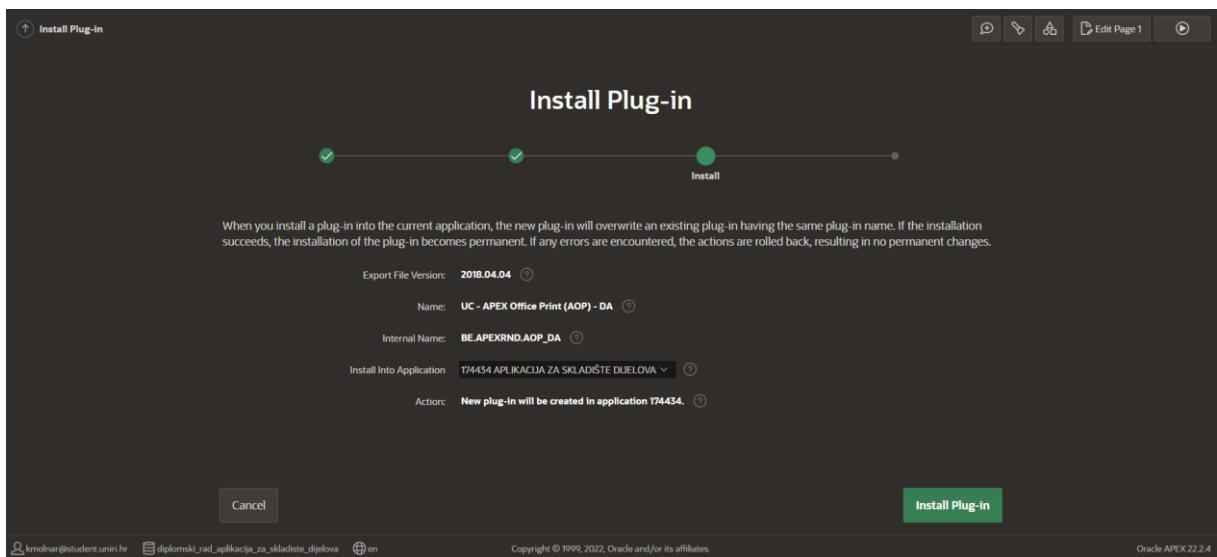 Install Plug-in
Edit Page 1
Install Plug-in
Install
When you install a plug-in into the current application, the new plug-in will overwrite an existing plug-in having the same plug-in name. If the installation
succeeds, the installation of the plug-in becomes permanent. If any errors are encountered, the actions are rolled back, resulting in no permanent changes.
Export File Version: 2018.04.04
Name: UC - APEX Office Print (AOP) - DA
Internal Name: BE.APEXRND.AOP_DA
Install Into Application 174434 APLIKACIJA ZA SKLADIŠTE DIJELOVA
Action: New plug-in will be created in application 174434.
Cancel
Install Plug-in
kmolnar@student.uniri.hr diplomski_rad_aplikacija_za_skladiste_dijelova en Copyright © 1999, 2022, Oracle and/or its affiliates. Oracle APEX 22.2.4